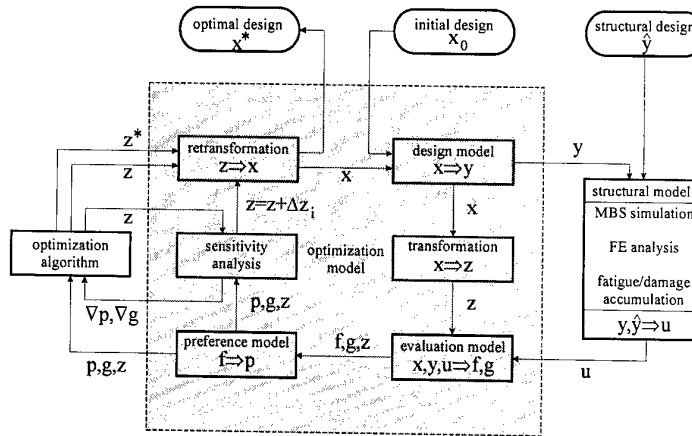 optimal design
x*
initial design
x₀
structural design
ŷ
z*
z
retransformation
z⇒x
x
design model
x⇒y
y
structural model
MBS simulation
FE analysis
fatigue/damage
accumulation
y,ŷ⇒u
z=z+Δzᵢ
x
z
optimization
algorithm
sensitivity
analysis
optimization
model
transformation
x⇒z
∇p,∇g
p,g,z
z
preference model
f⇒p
f,g,z
evaluation model
x,y,u⇒f,g
p,g,z
u